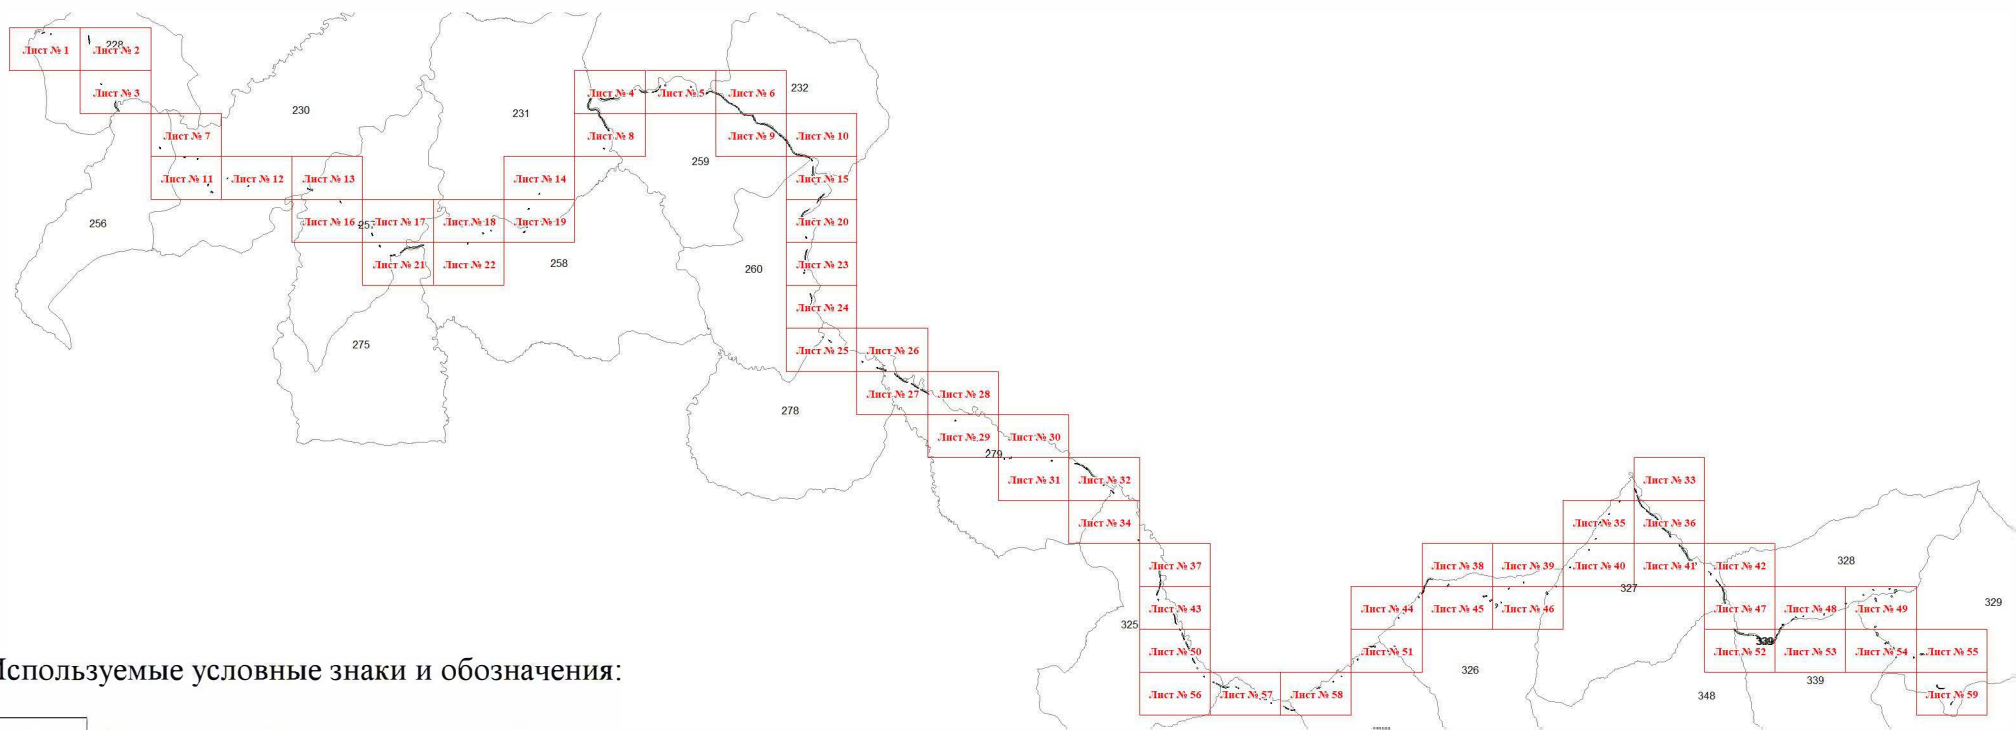 Лист № 1
Лист № 2
228
Лист № 3
Лист № 4
Лист № 5
Лист № 6
232
230
231
Лист № 7
Лист № 8
Лист № 9
Лист № 10
259
Лист № 11
Лист № 12
Лист № 13
Лист № 14
Лист № 15
256
Лист № 16
257
Лист № 17
Лист № 18
Лист № 19
Лист № 20
Лист № 21
Лист № 22
258
260
Лист № 23
Лист № 24
275
Лист № 25
Лист № 26
Лист № 27
Лист № 28
278
Лист № 29
Лист № 30
279
Лист № 31
Лист № 32
Лист № 33
Лист № 34
Лист № 35
Лист № 36
Лист № 37
Лист № 38
Лист № 39
Лист № 40
Лист № 41
Лист № 42
328
327
329
Лист № 43
Лист № 44
Лист № 45
Лист № 46
Лист № 47
Лист № 48
Лист № 49
325
339
Лист № 50
Лист № 51
Лист № 52
Лист № 53
Лист № 54
Лист № 55
326
339
348
Лист № 56
Лист № 57
Лист № 58
Лист № 59
Используемые условные знаки и обозначения: